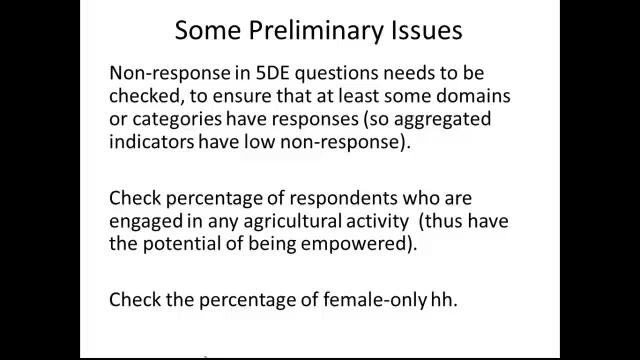 Some Preliminary Issues
Non-response in 5DE questions needs to be
checked, to ensure that at least some domains
or categories have responses (so aggregated
indicators have low non-response).
Check percentage of respondents who are
engaged in any agricultural activity (thus have
the potential of being empowered).
Check the percentage of female-only hh.